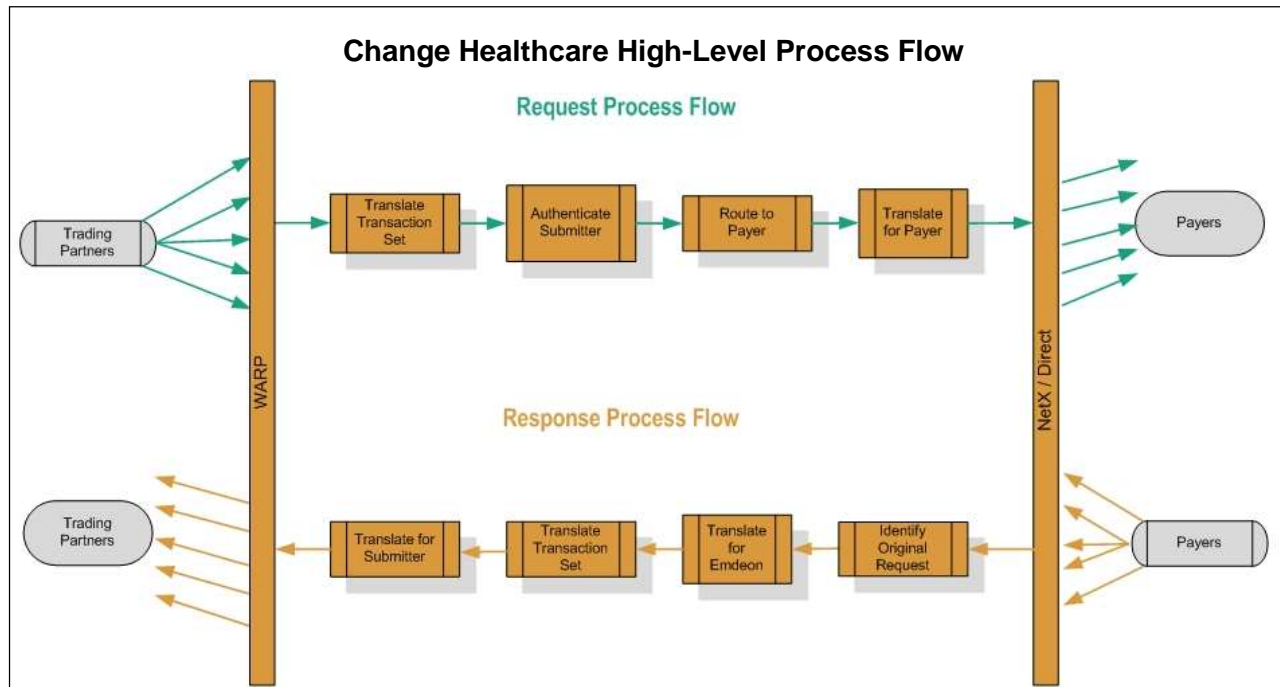 Change Healthcare High-Level Process Flow
Request Process Flow
Trading
Partners
WARP
Translate
Transaction
Set
Authenticate
Submitter
Route to
Payer
Translate
for Payer
NetX / Direct
Payers
Response Process Flow
Trading
Partners
Translate for
Submitter
Translate
Transaction
Set
Translate
for
Emdeon
Identify
Original
Request
Payers